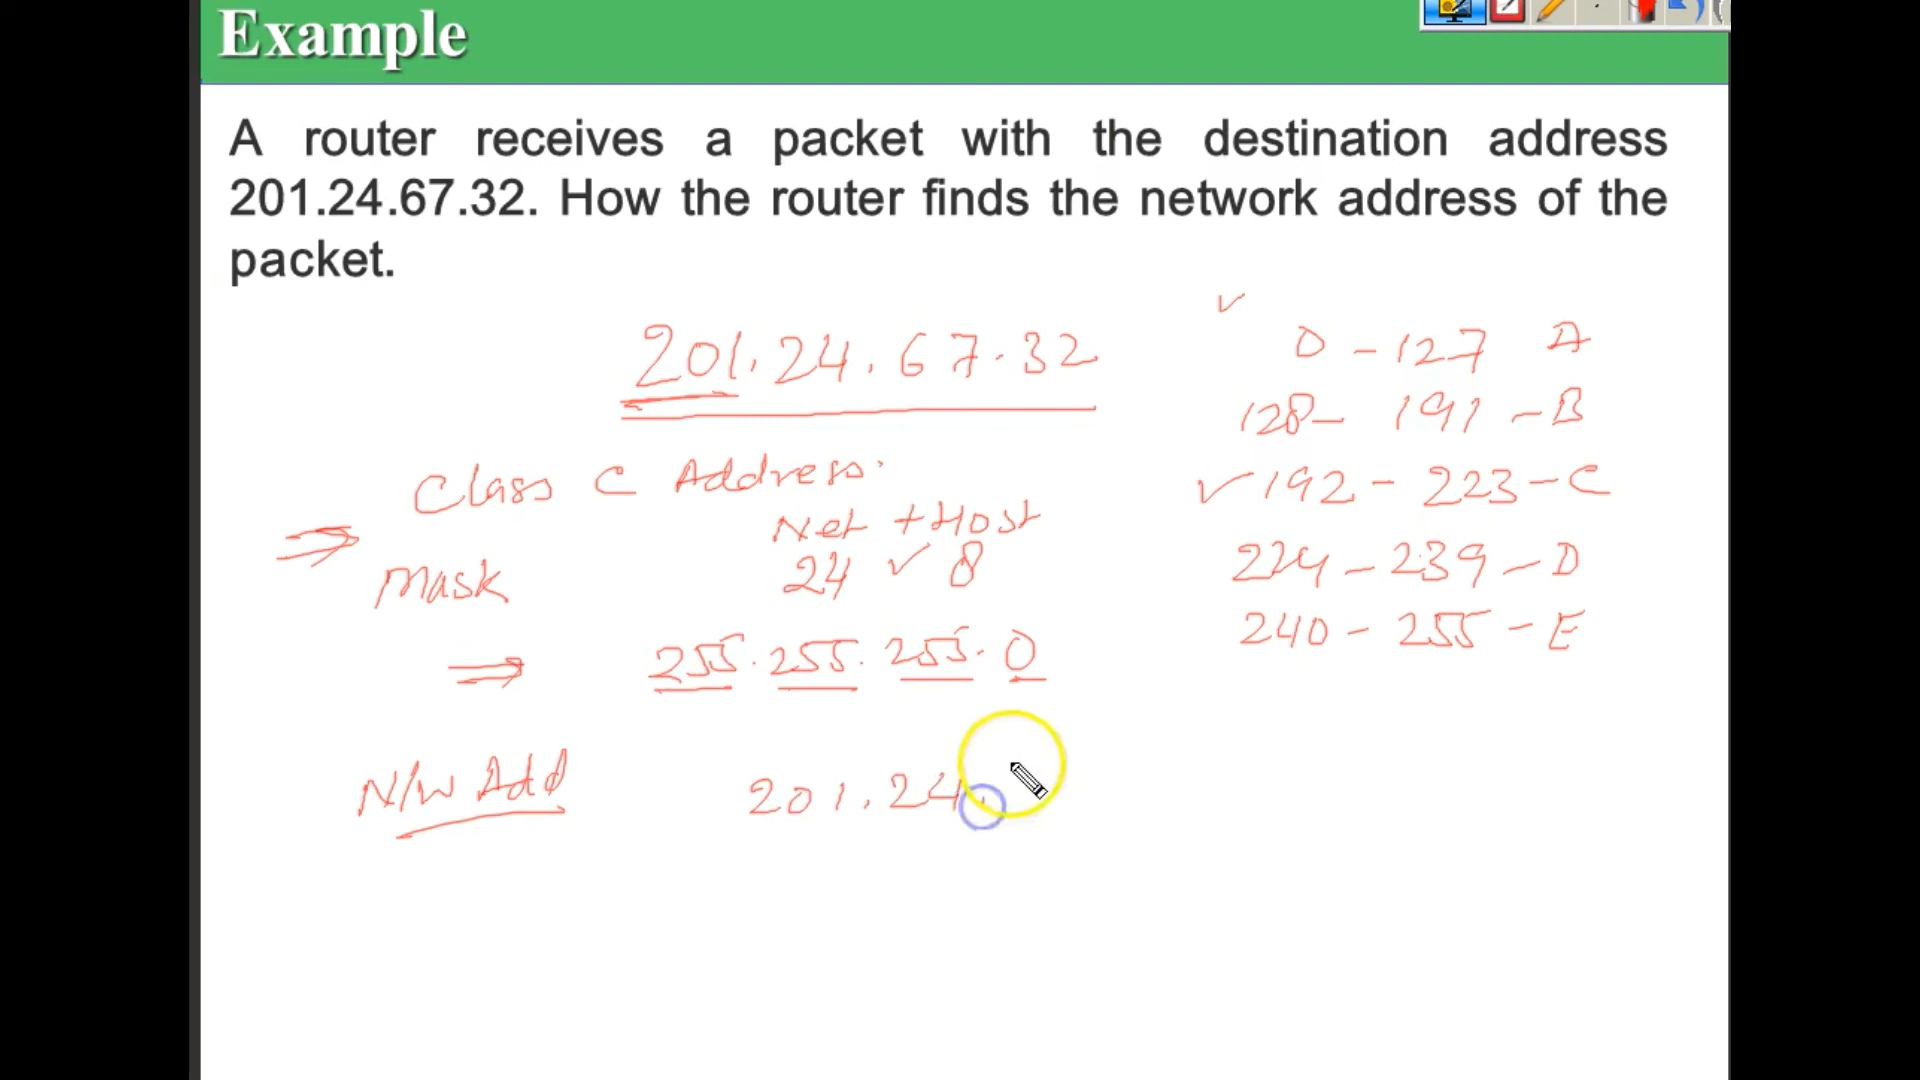 Example
A router receives a packet with the destination address
201.24.67.32. How the router finds the network address of the
packet.
201.24.67.32
Class C Address.
Net + Host
24 ✓ 8
Mask
255.255.255.0
N/W Add
201.24.
✓
0 - 127 A
128 - 191 - B
✓ 192 - 223 - C
224 - 239 - D
240 - 255 - E